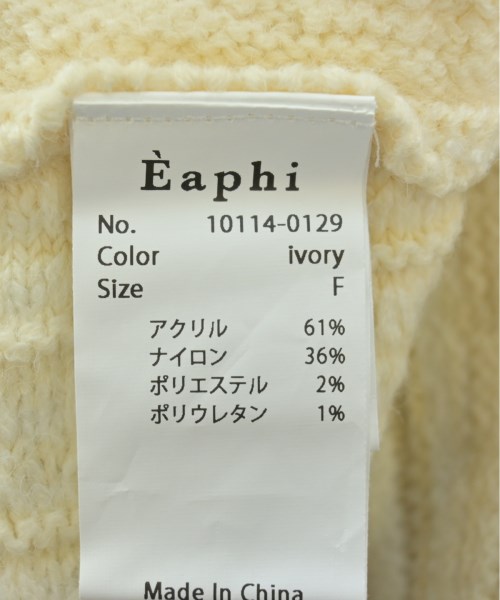 Èaphi
No. 10114-0129
Color ivory
Size F
アクリル 61%
ナイロン 36%
ポリエステル 2%
ポリウレタン 1%
Made In China